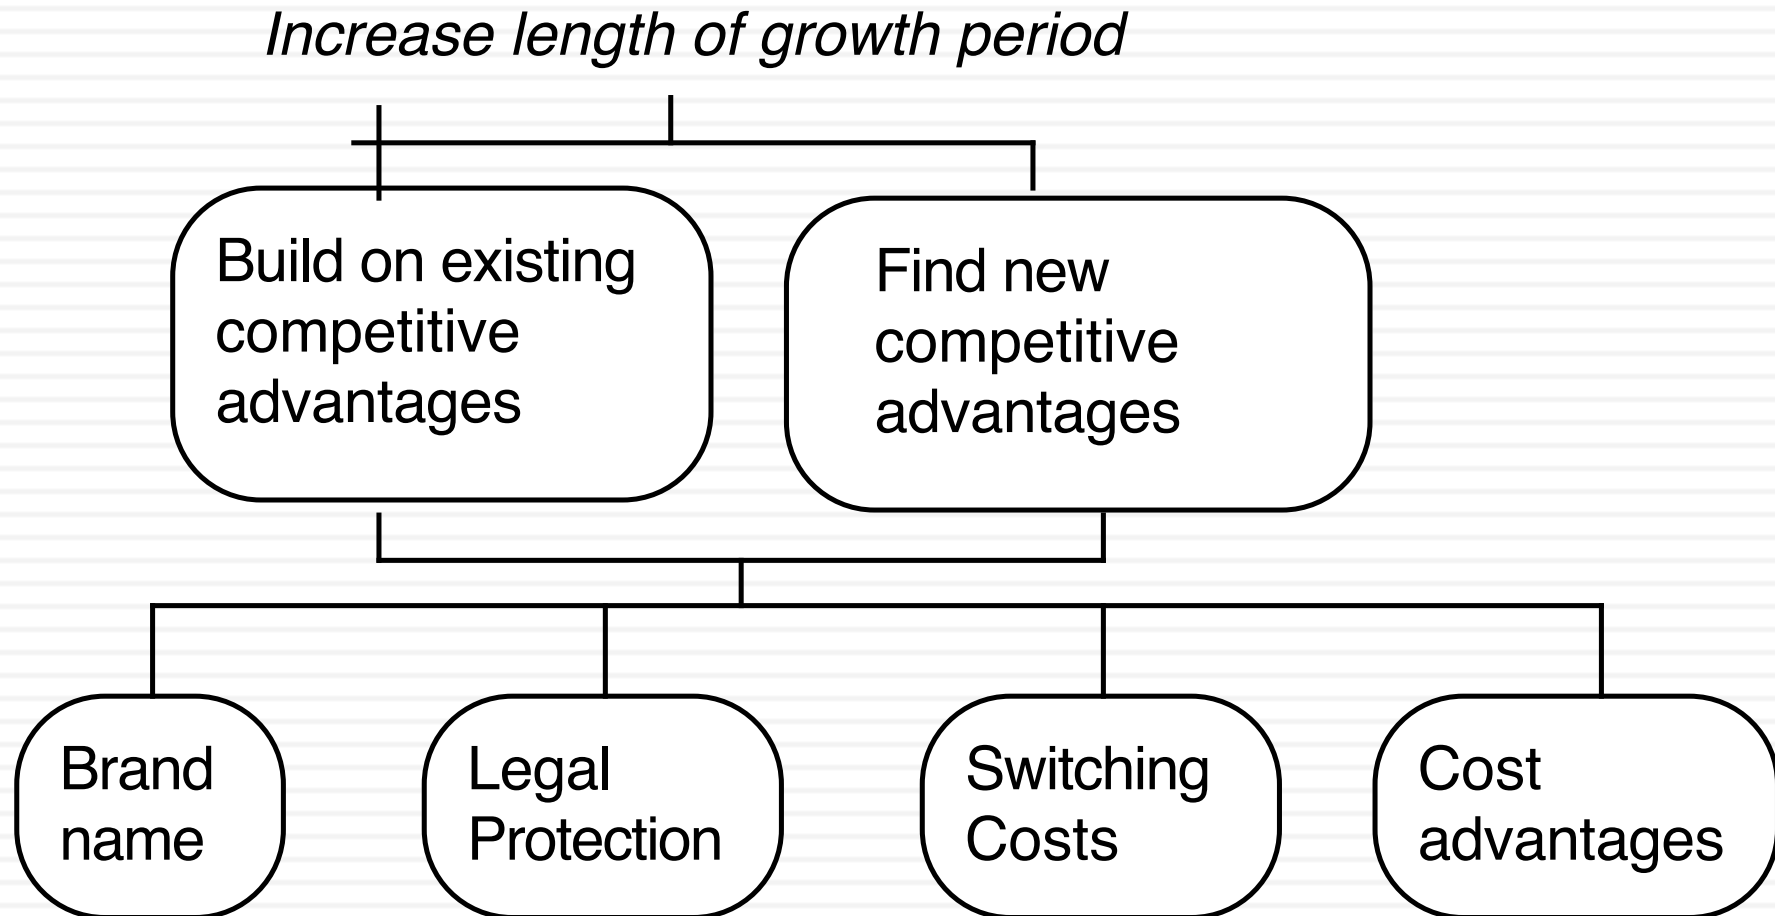 Increase length of growth period
Build on existing
competitive
advantages
Find new
competitive
advantages
Brand
name
Legal
Protection
Switching
Costs
Cost
advantages